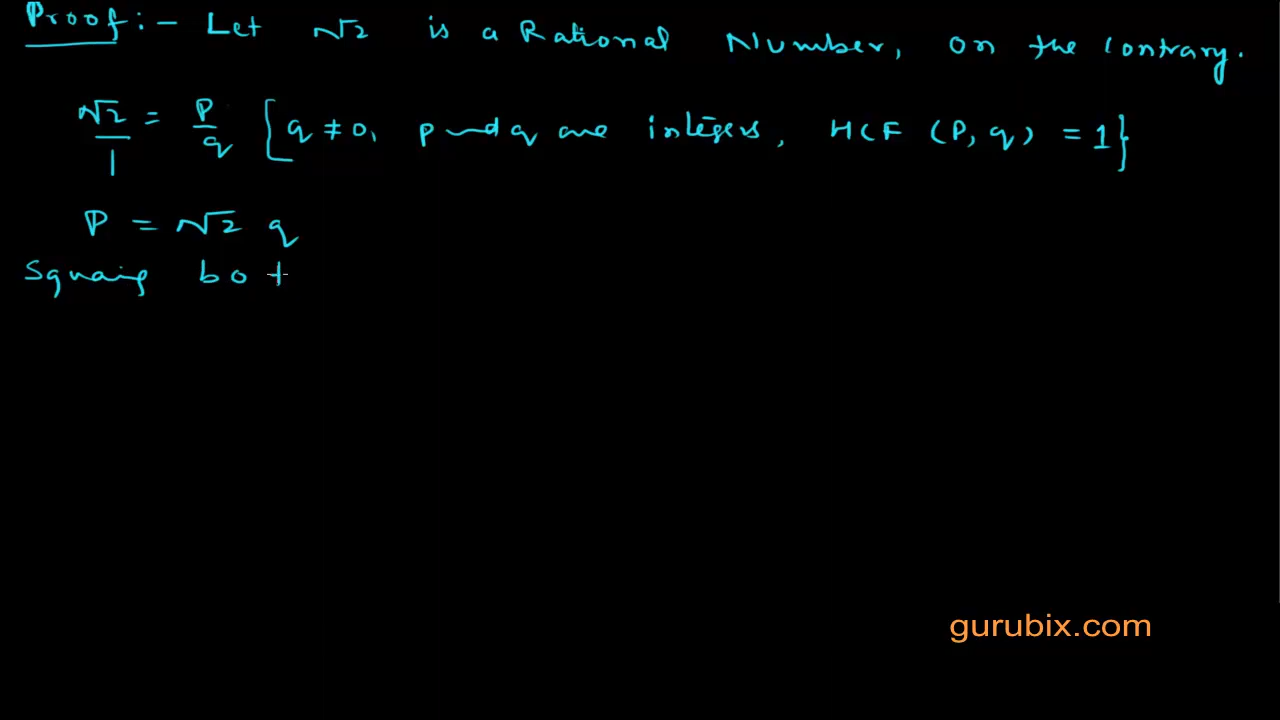 Proof :- Let √2 is a Rational Number, on the contrary.
√2/1 = P/q [q ≠ 0, p and q are integers, HCF (P, q) = 1}
P = √2 q
Squaring bot
gurubix.com